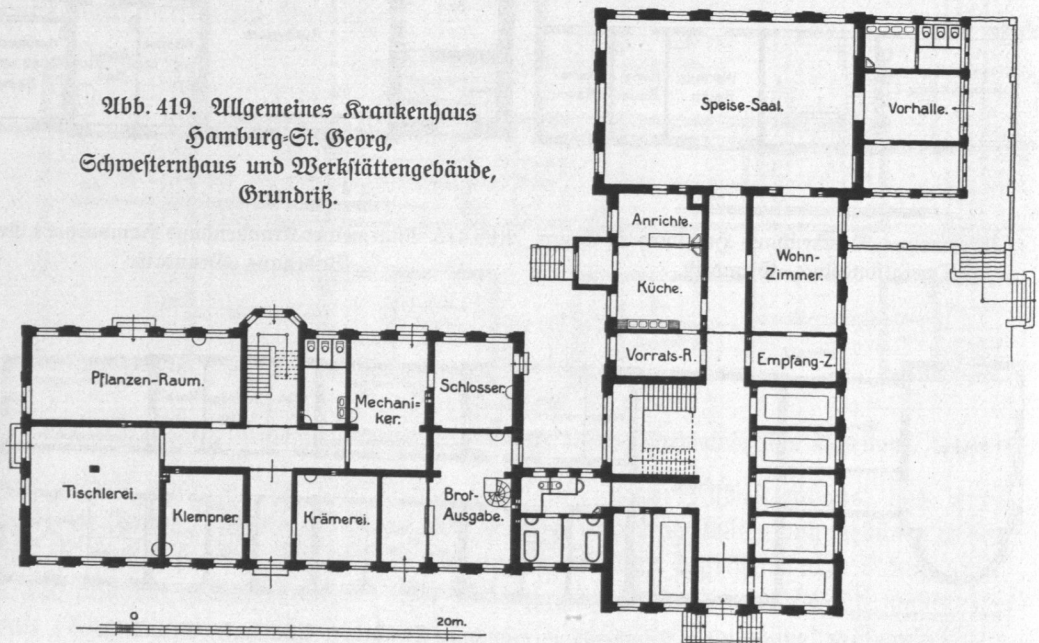 Abb. 419. Allgemeines Krankenhaus
Hamburg-St. Georg,
Schwesternhaus und Werkstättengebäude,
Grundriß.
Speise-Saal.
Vorhalle.
Anrichte.
Wohn-
Zimmer.
Küche.
Vorrats-R.
Empfang-Z.
Pflanzen-Raum.
Mechani-
ker.
Schlosser.
Tischlerei.
Klempner.
Krämerei.
Brot-
Ausgabe.
0
20m.